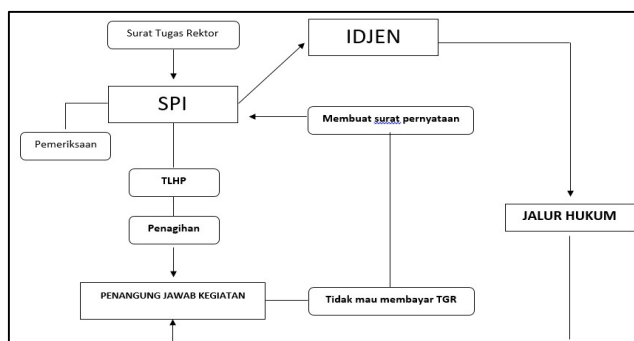 Surat Tugas Rektor
IDJEN
SPI
Membuat surat pernyataan
Pemeriksaan
TLHP
JALUR HUKUM
Penagihan
PENANGUNG JAWAB KEGIATAN
Tidak mau membayar TGR